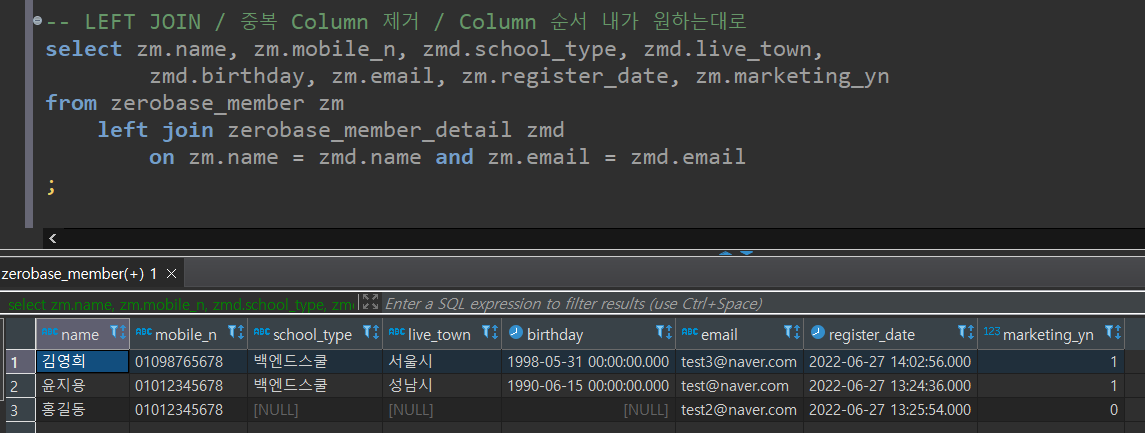 -- LEFT JOIN / 중복 Column 제거 / Column 순서 내가 원하는대로
select zm.name, zm.mobile_n, zmd.school_type, zmd.live_town,
zmd.birthday, zm.email, zm.register_date, zm.marketing_yn
from zerobase_member zm
left join zerobase_member_detail zmd
on zm.name = zmd.name and zm.email = zmd.email
;
zerobase_member(+) 1
select zm.name, zm.mobile_n, zmd.school_type, Enter a SQL expression to filter results (use Ctrl+Space)
ABC name ABC mobile_n ABC school_type ABC live_town birthday ABC email register_date 123 marketing_yn
1 김영희 01098765678 백엔드스쿨 서울시 1998-05-31 00:00:00.000 test3@naver.com 2022-06-27 14:02:56.000 1
2 윤지용 01012345678 백엔드스쿨 성남시 1990-06-15 00:00:00.000 test@naver.com 2022-06-27 13:24:36.000 1
3 홍길동 01012345678 [NULL] [NULL] [NULL] test2@naver.com 2022-06-27 13:25:54.000 0